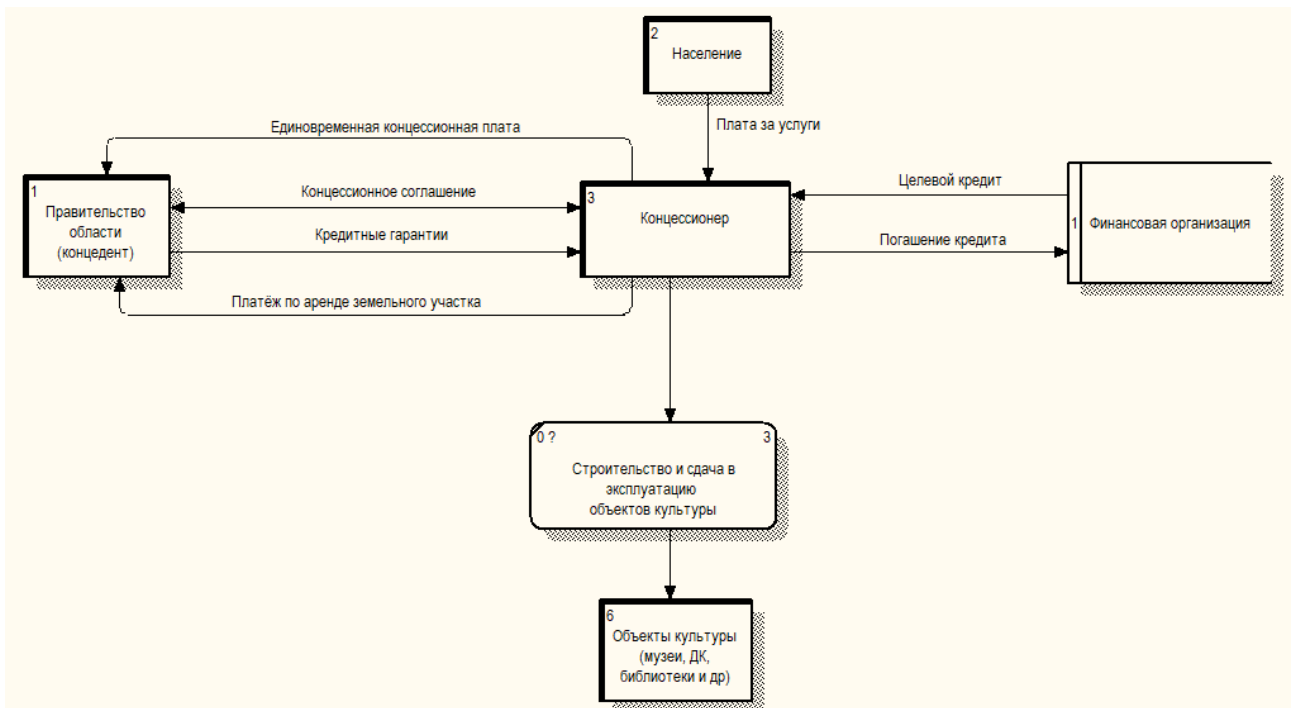 2
Население
Плата за услуги
Единовременная концессионная плата
1
Правительство
области
(концедент)
Концессионное соглашение
Кредитные гарантии
Платёж по аренде земельного участка
3
Концессионер
Целевой кредит
Погашение кредита
1
Финансовая организация
0 ?
3
Строительство и сдача в
эксплуатацию
объектов культуры
6
Объекты культуры
(музеи, ДК,
библиотеки и др)